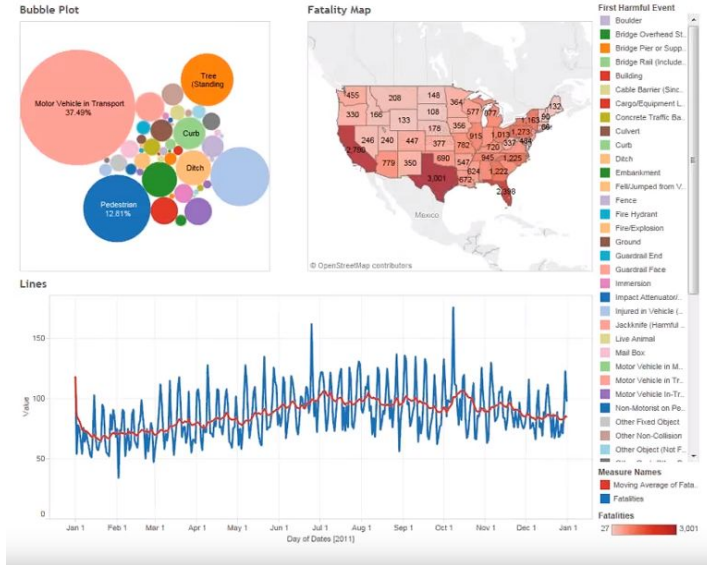 Bubble Plot
Motor Vehicle in Transport
37.49%
Tree
(Standing
Curb
Ditch
Pedestrian
12.81%
Fatality Map
455
208
148
364
132
330
166
108
577
877
1,163
90
133
178
356
915
1,013
1,273
246
240
447
377
782
720
337
779
350
690
547
945
1,225
3,001
624
1,222
672
Mexico
© OpenStreetMap contributors
Lines
Value
150
100
50
0
Jan 1
Feb 1
Mar 1
Apr 1
May 1
Jun 1
Jul 1
Aug 1
Sep 1
Oct 1
Nov 1
Dec 1
Jan 1
Day of Dates [2011]
First Harmful Event
Boulder
Bridge Overhead St..
Bridge Pier or Supp..
Bridge Rail (Include..
Building
Cable Barrier (Sinc..
Cargo/Equipment L..
Concrete Traffic Ba..
Culvert
Curb
Ditch
Embankment
Fell/Jumped from V..
Fence
Fire Hydrant
Fire/Explosion
Ground
Guardrail End
Guardrail Face
Immersion
Impact Attenuator/..
Injured in Vehicle (..
Jackknife (Harmful ..
Live Animal
Mail Box
Motor Vehicle in M..
Motor Vehicle in Tr..
Motor Vehicle In-Tr..
Non-Motorist on Pe..
Other Fixed Object
Other Non-Collision
Other Object (Not F..
Measure Names
Moving Average of Fata..
Fatalities
Fatalities
27
3,001